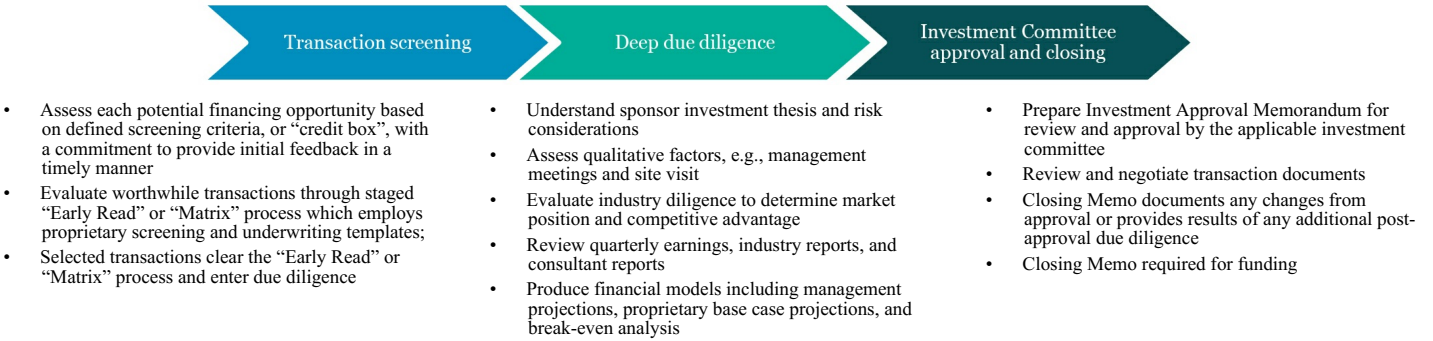 Transaction screening
Deep due diligence
Investment Committee
approval and closing
• Assess each potential financing opportunity based
on defined screening criteria, or “credit box”, with
a commitment to provide initial feedback in a
timely manner
• Evaluate worthwhile transactions through staged
“Early Read” or “Matrix” process which employs
proprietary screening and underwriting templates;
• Selected transactions clear the “Early Read” or
“Matrix” process and enter due diligence
• Understand sponsor investment thesis and risk
considerations
• Assess qualitative factors, e.g., management
meetings and site visit
• Evaluate industry diligence to determine market
position and competitive advantage
• Review quarterly earnings, industry reports, and
consultant reports
• Produce financial models including management
projections, proprietary base case projections, and
break-even analysis
• Prepare Investment Approval Memorandum for
review and approval by the applicable investment
committee
• Review and negotiate transaction documents
• Closing Memo documents any changes from
approval or provides results of any additional post-
approval due diligence
• Closing Memo required for funding